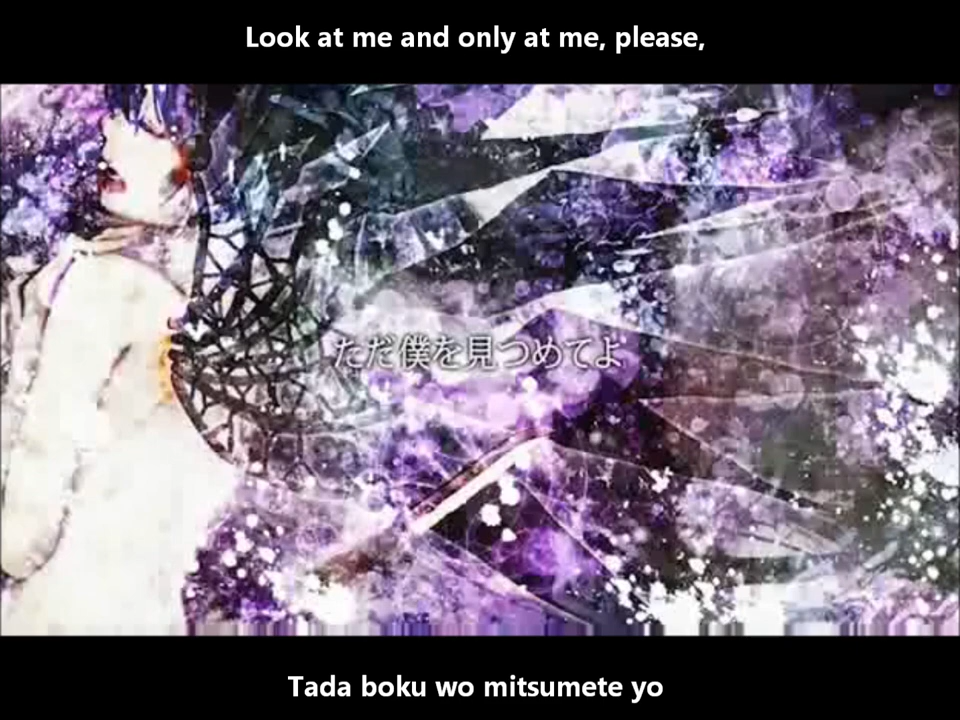 Look at me and only at me, please,
ただ僕を見つめてよ
Tada boku wo mitsumete yo